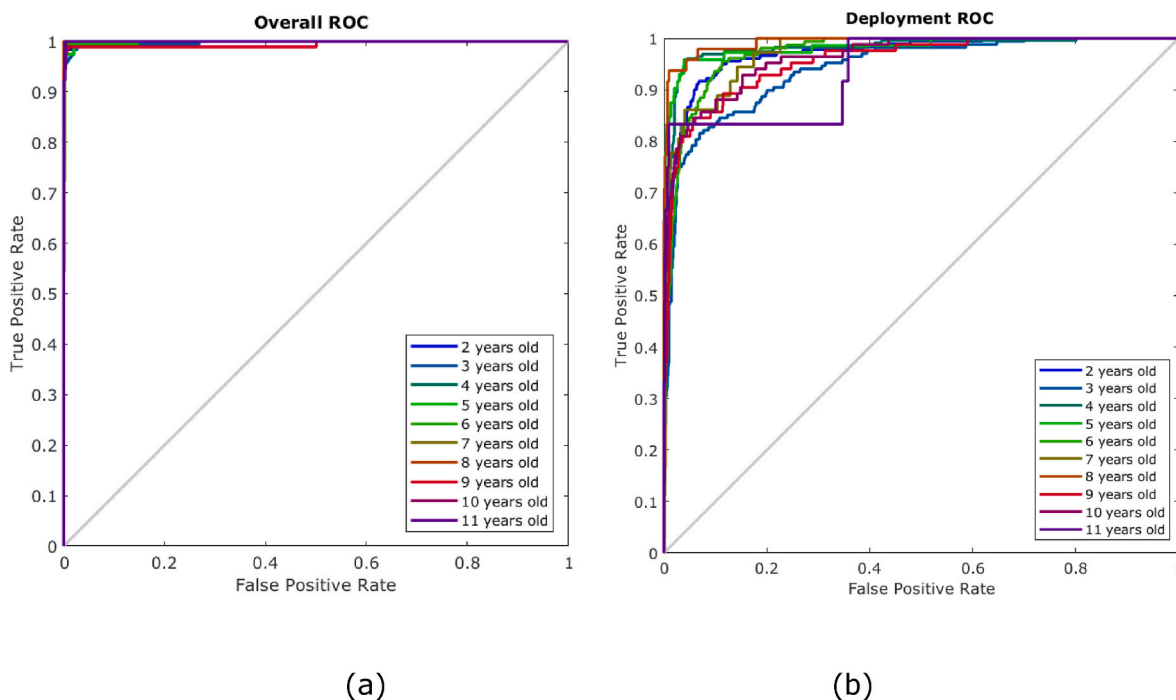 Overall ROC
1
0.9
0.8
0.7
0.6
0.5
0.4
0.3
0.2
0.1
0
True Positive Rate
2 years old
3 years old
4 years old
5 years old
6 years old
7 years old
8 years old
9 years old
10 years old
11 years old
0 0.2 0.4 0.6 0.8 1
False Positive Rate
(a)
Deployment ROC
1
0.9
0.8
0.7
0.6
0.5
0.4
0.3
0.2
0.1
0
True Positive Rate
2 years old
3 years old
4 years old
5 years old
6 years old
7 years old
8 years old
9 years old
10 years old
11 years old
0 0.2 0.4 0.6 0.8
False Positive Rate
(b)